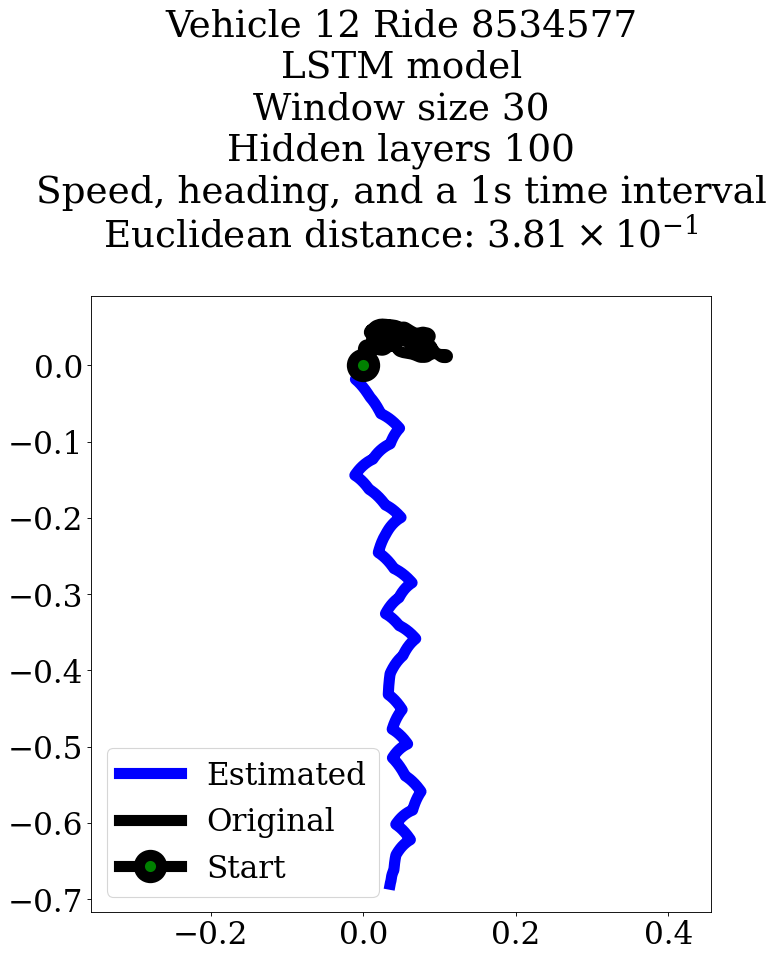 Vehicle 12 Ride 8534577
LSTM model
Window size 30
Hidden layers 100
Speed, heading, and a 1s time interval
Euclidean distance: 3.81 × 10⁻¹
0.0
−0.1
−0.2
−0.3
−0.4
−0.5
−0.6
−0.7
Estimated
Original
Start
−0.2 0.0 0.2 0.4